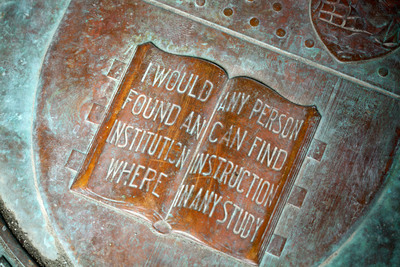 I WOULD
FOUND AN
INSTITUTION
WHERE
ANY PERSON
CAN FIND
INSTRUCTION
IN ANY STUDY